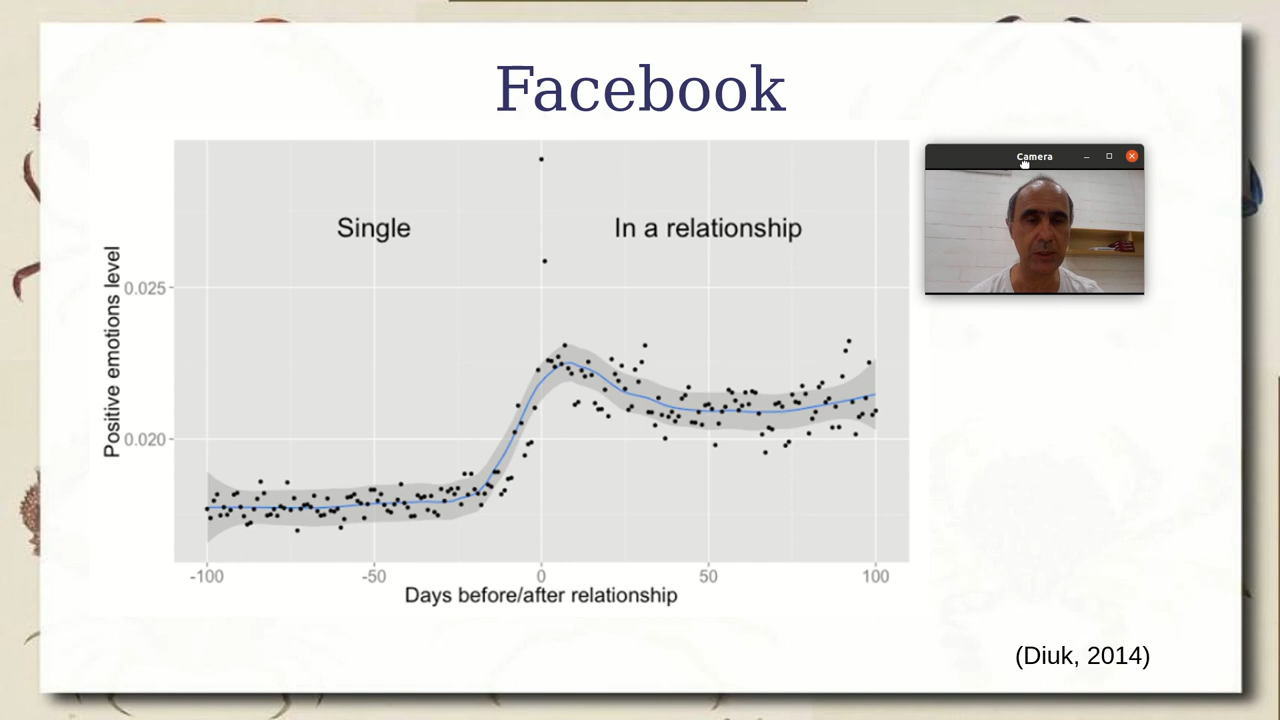 Facebook
Camera
Single
In a relationship
Positive emotions level
0.025
0.020
-100
-50
0
50
100
Days before/after relationship
(Diuk, 2014)